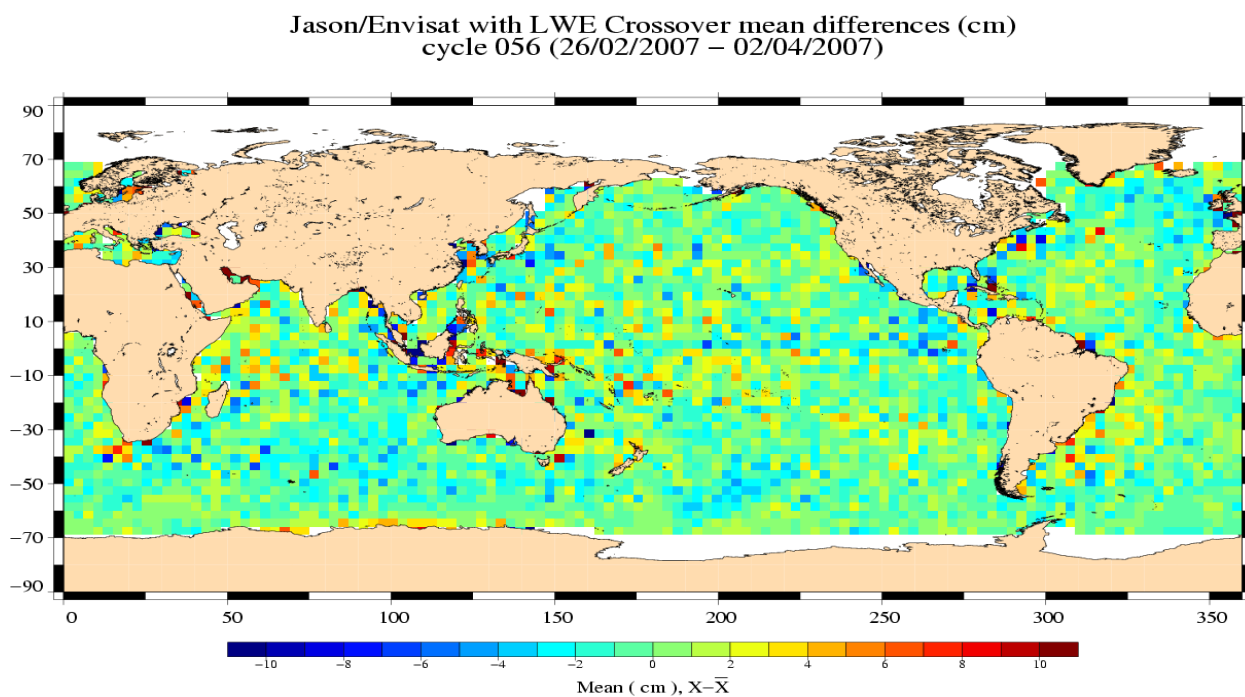 Jason/Envisat with LWE Crossover mean differences (cm)
cycle 056 (26/02/2007 – 02/04/2007)
90
70
50
30
10
−10
−30
−50
−70
−90
0 50 100 150 200 250 300 350
−10 −8 −6 −4 −2 0 2 4 6 8 10
Mean ( cm ), X−X̅